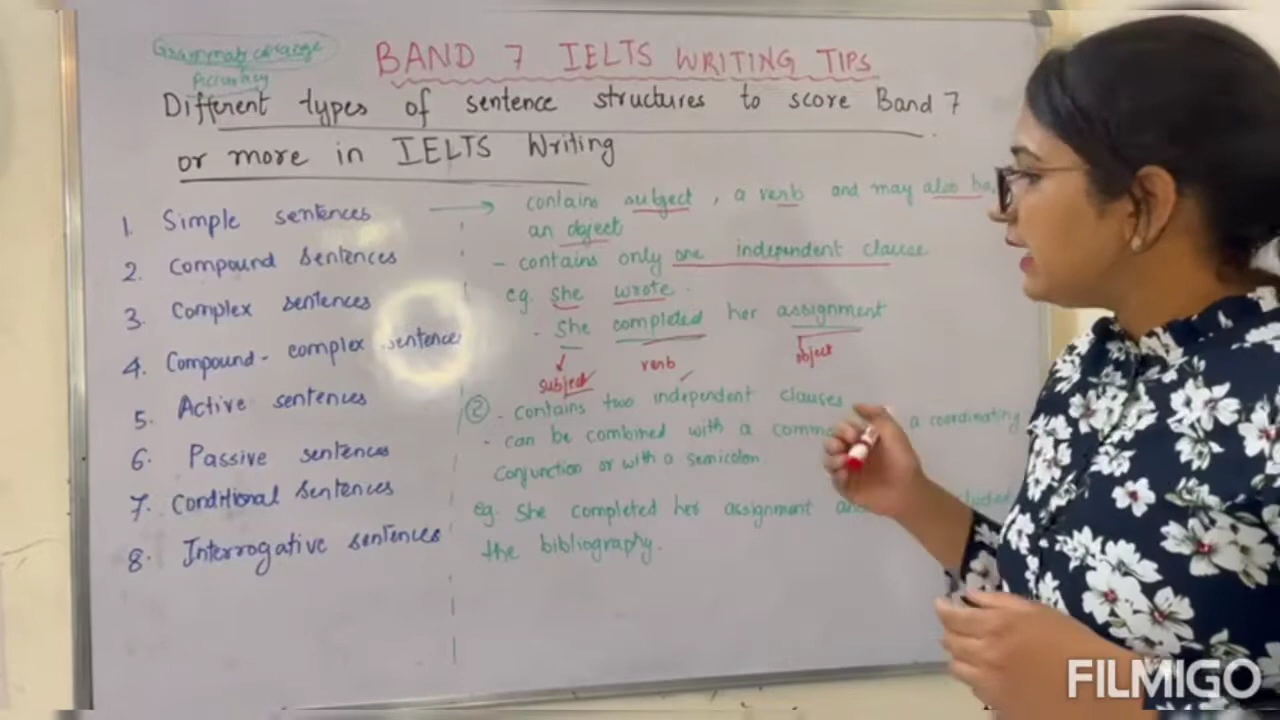 Grammar range
Accuracy
BAND 7 IELTS WRITING TIPS
Different types of sentence structures to score Band 7
or more in IELTS Writing
1. Simple sentences
2. Compound Sentences
3. Complex sentences
4. Compound-complex sentences
5. Active sentences
6. Passive sentences
7. Conditional Sentences
8. Interrogative sentences
contains subject, a verb and may also
an object
- contains only one independent clause
eg. she wrote.
- She completed her assignment
subject verb object
② - contains two independent clauses
- can be combined with a comma a coordinating
conjunction or with a semicolon.
eg. She completed her assignment
the bibliography.
FILMIGO